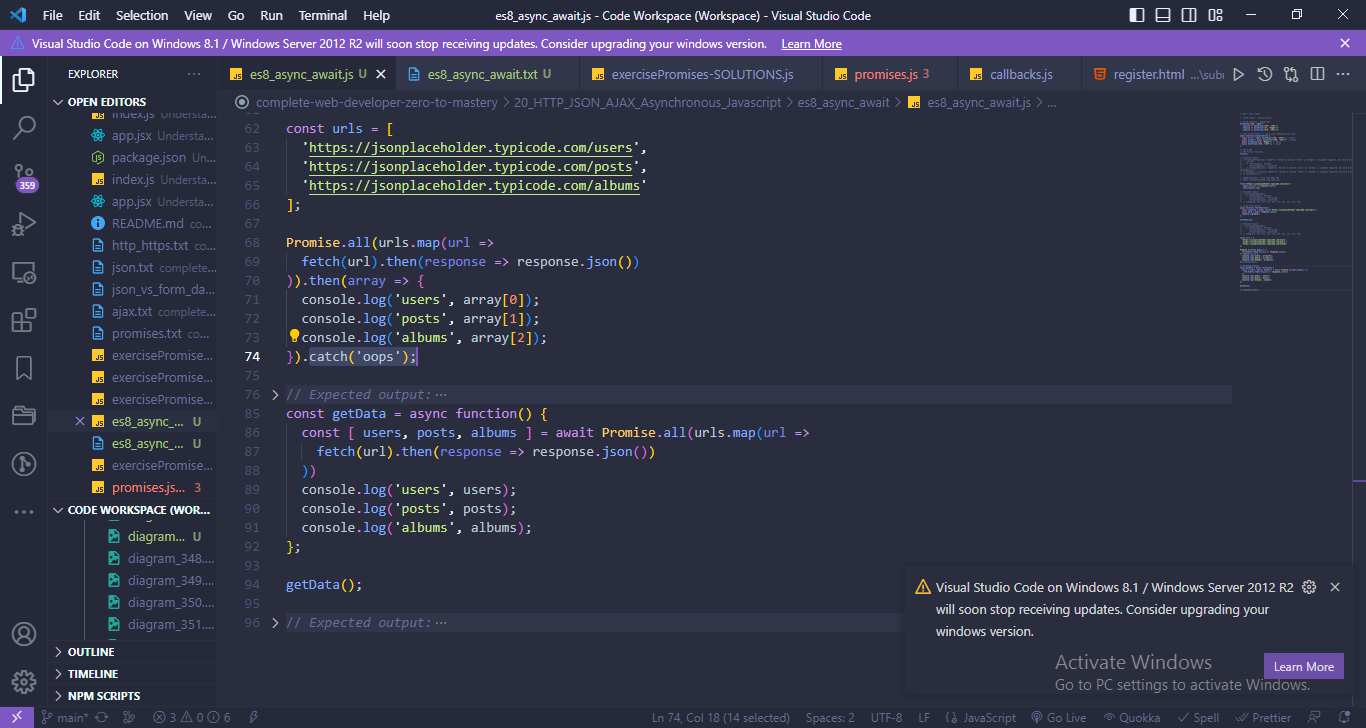 File Edit Selection View Go Run Terminal Help
es8_async_await.js - Code Workspace (Workspace) - Visual Studio Code
Visual Studio Code on Windows 8.1 / Windows Server 2012 R2 will soon stop receiving updates. Consider upgrading your windows version. Learn More
EXPLORER
es8_async_await.js U
es8_async_await.txt U
exercisePromises-SOLUTIONS.js
promises.js 3
callbacks.js
register.html ...\subm
OPEN EDITORS
index.js Understa...
app.jsx Understa...
package.json Un...
index.js Understa...
app.jsx Understa...
README.md co...
http_https.txt co...
json.txt complete...
json_vs_form_da...
ajax.txt complete...
promises.txt co...
exercisePromise...
exercisePromise...
exercisePromise...
es8_async_... U
es8_async_... U
exercisePromise...
promises.js... 3
CODE WORKSPACE (WOR...
diagram... U
diagram_348....
diagram_349....
diagram_350....
diagram_351....
OUTLINE
TIMELINE
NPM SCRIPTS
359
complete-web-developer-zero-to-mastery > 20_HTTP_JSON_AJAX_Asynchronous_Javascript > es8_async_await > es8_async_await.js > ...
62 const urls = [
63 'https://jsonplaceholder.typicode.com/users',
64 'https://jsonplaceholder.typicode.com/posts',
65 'https://jsonplaceholder.typicode.com/albums'
66 ];
67
68 Promise.all(urls.map(url =>
69 fetch(url).then(response => response.json())
70 )).then(array => {
71 console.log('users', array[0]);
72 console.log('posts', array[1]);
73 console.log('albums', array[2]);
74 }).catch('oops');
75
76 // Expected output: ...
85 const getData = async function() {
86 const [ users, posts, albums ] = await Promise.all(urls.map(url =>
87 fetch(url).then(response => response.json())
88 ))
89 console.log('users', users);
90 console.log('posts', posts);
91 console.log('albums', albums);
92 };
93
94 getData();
95
96 // Expected output: ...
Visual Studio Code on Windows 8.1 / Windows Server 2012 R2
will soon stop receiving updates. Consider upgrading your
windows version.
Learn More
Activate Windows
Go to PC settings to activate Windows.
main* 3 0 6
Ln 74, Col 18 (14 selected) Spaces: 2 UTF-8 LF {} JavaScript Go Live Quokka Spell Prettier